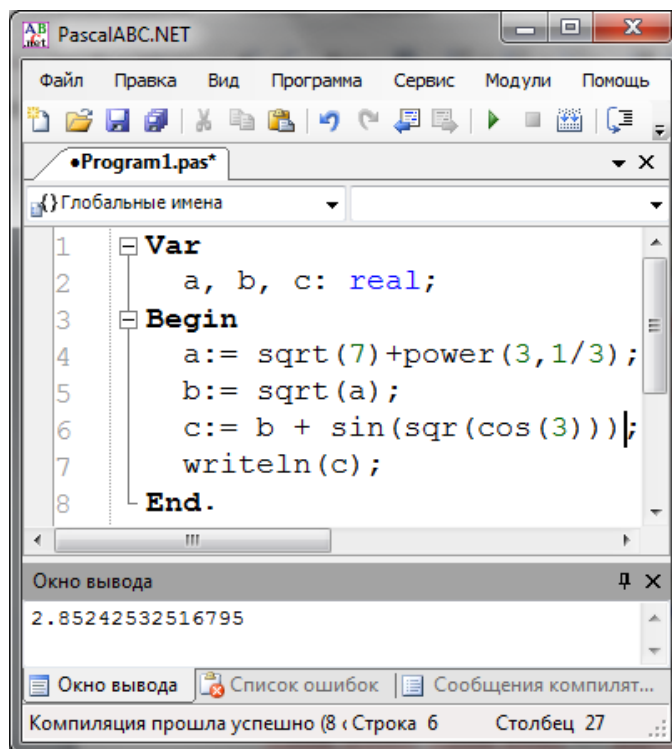 PascalABC.NET
Файл Правка Вид Программа Сервис Модули Помощь
•Program1.pas*
{}Глобальные имена
1 Var
2 a, b, c: real;
3 Begin
4 a:= sqrt(7)+power(3,1/3);
5 b:= sqrt(a);
6 c:= b + sin(sqr(cos(3)));
7 writeln(c);
8 End.
Окно вывода
2.85242532516795
Окно вывода Список ошибок Сообщения компилят...
Компиляция прошла успешно (8 Строка 6 Столбец 27